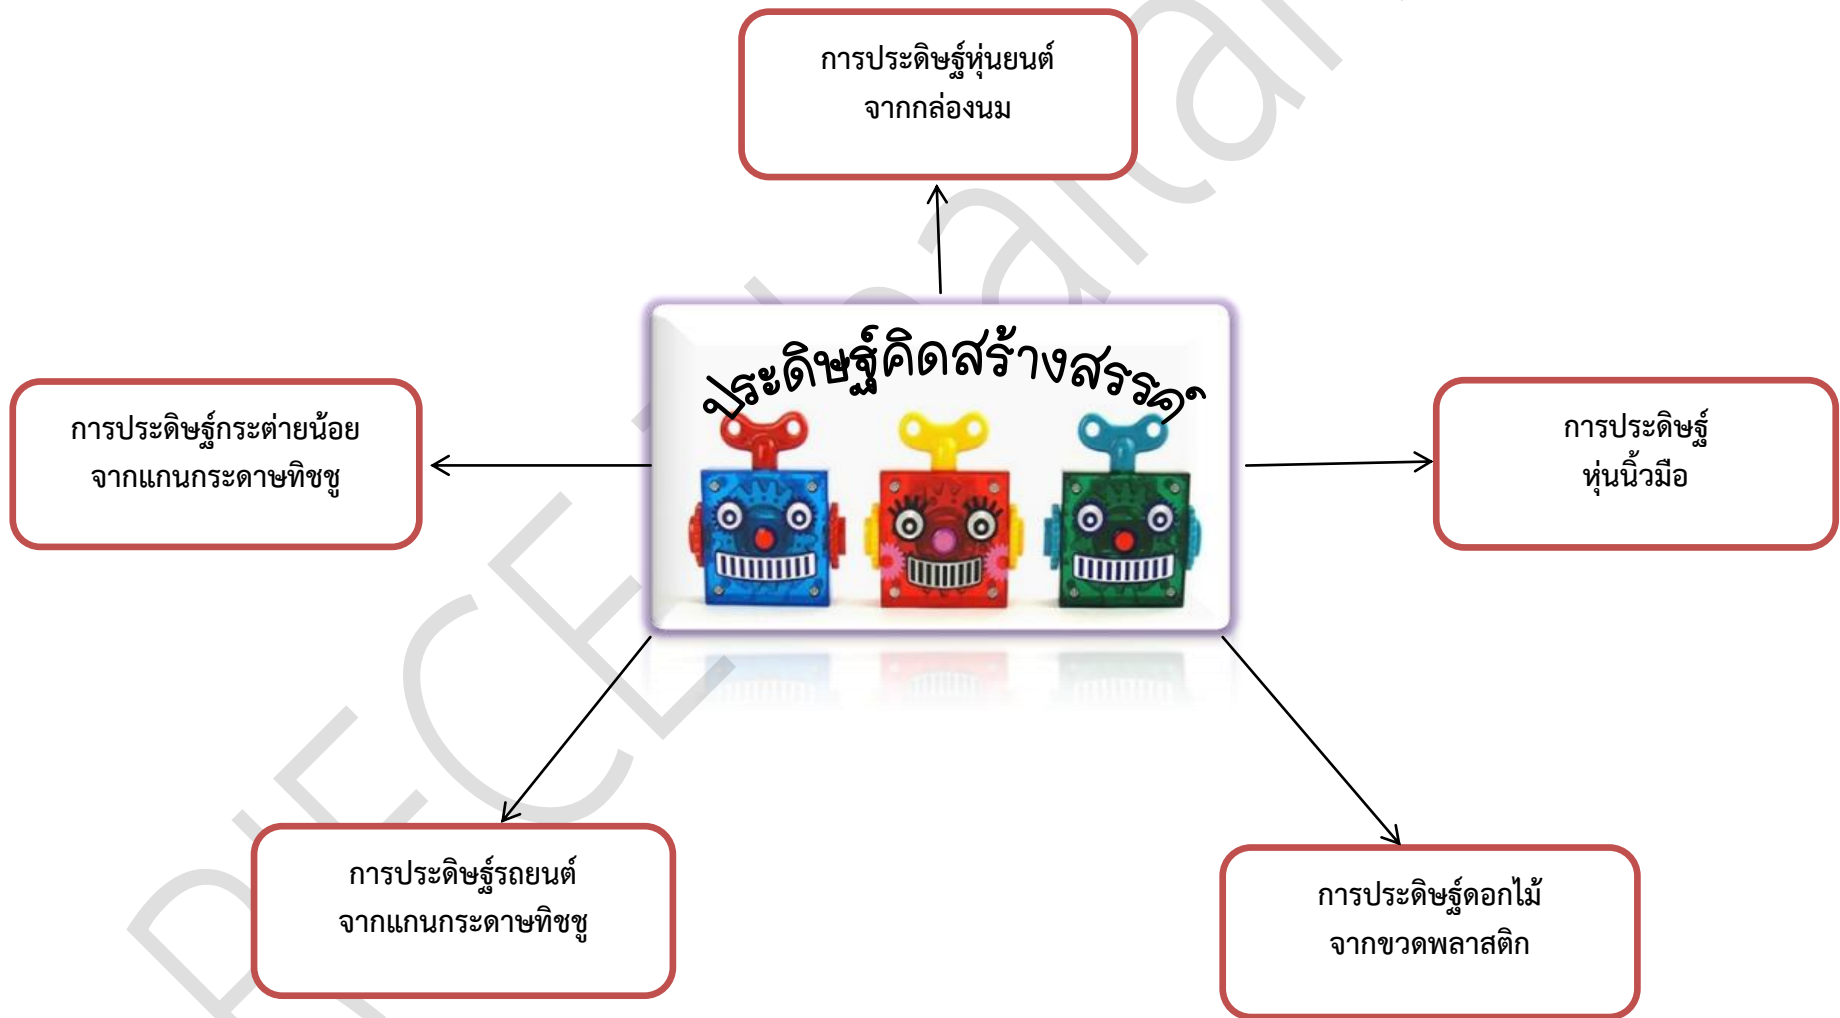 การประดิษฐ์หุ่นยนต์
จากกล่องนม
ประดิษฐ์คิดสร้างสรรค์
การประดิษฐ์กระต่ายน้อย
จากแกนกระดาษทิชชู
การประดิษฐ์
หุ่นนิ้วมือ
การประดิษฐ์รถยนต์
จากแกนกระดาษทิชชู
การประดิษฐ์ดอกไม้
จากขวดพลาสติก